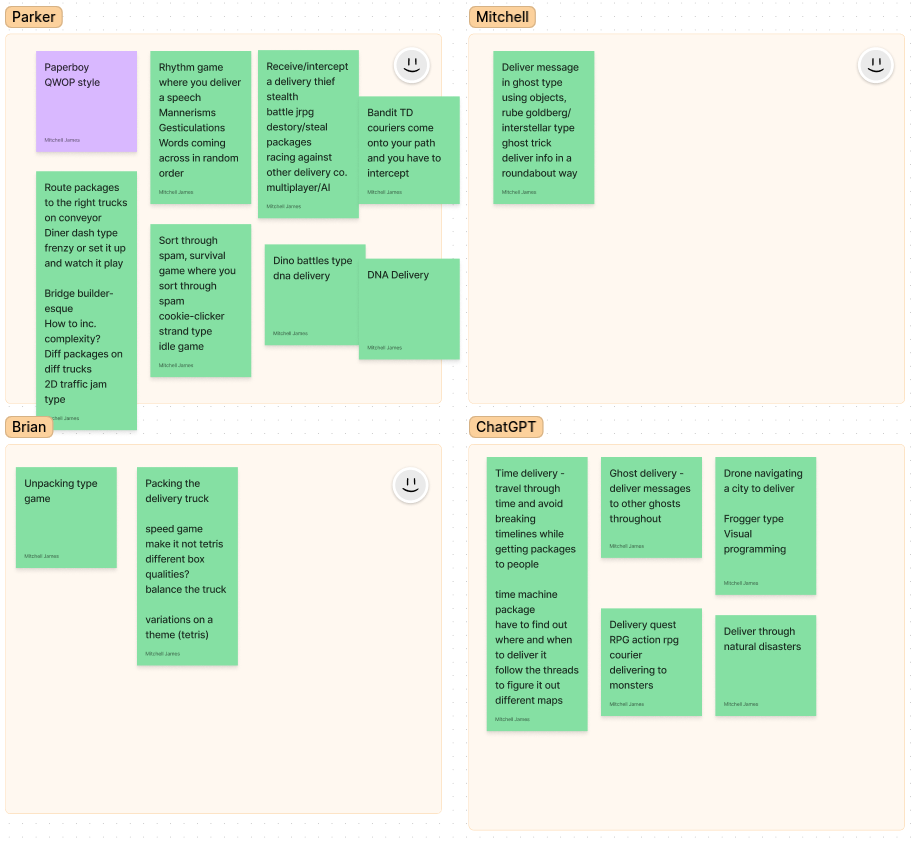 Parker
Paperboy
QWOP style
Mitchell James
Rhythm game
where you deliver
a speech
Mannerisms
Gesticulations
Words coming
across in random
order
Mitchell James
Receive/intercept
a delivery thief
stealth
battle jrpg
destory/steal
packages
racing against
other delivery co.
multiplayer/AI
Mitchell James
Bandit TD
couriers come
onto your path
and you have to
intercept
Mitchell James
Route packages
to the right trucks
on conveyor
Diner dash type
frenzy or set it up
and watch it play
Bridge builder-
esque
How to inc.
complexity?
Diff packages on
diff trucks
2D traffic jam
type
Mitchell James
Sort through
spam, survival
game where you
sort through
spam
cookie-clicker
strand type
idle game
Mitchell James
Dino battles type
dna delivery
Mitchell James
DNA Delivery
Mitchell James
Mitchell
Deliver message
in ghost type
using objects,
rube goldberg/
interstellar type
ghost trick
deliver info in a
roundabout way
Mitchell James
Brian
Unpacking type
game
Mitchell James
Packing the
delivery truck
speed game
make it not tetris
different box
qualities?
balance the truck
variations on a
theme (tetris)
Mitchell James
ChatGPT
Time delivery -
travel through
time and avoid
breaking
timelines while
getting packages
to people
time machine
package
have to find out
where and when
to deliver it
follow the threads
to figure it out
different maps
Mitchell James
Ghost delivery -
deliver messages
to other ghosts
throughout
Mitchell James
Drone navigating
a city to deliver
Frogger type
Visual
programming
Mitchell James
Delivery quest
RPG action rpg
courier
delivering to
monsters
Mitchell James
Deliver through
natural disasters
Mitchell James